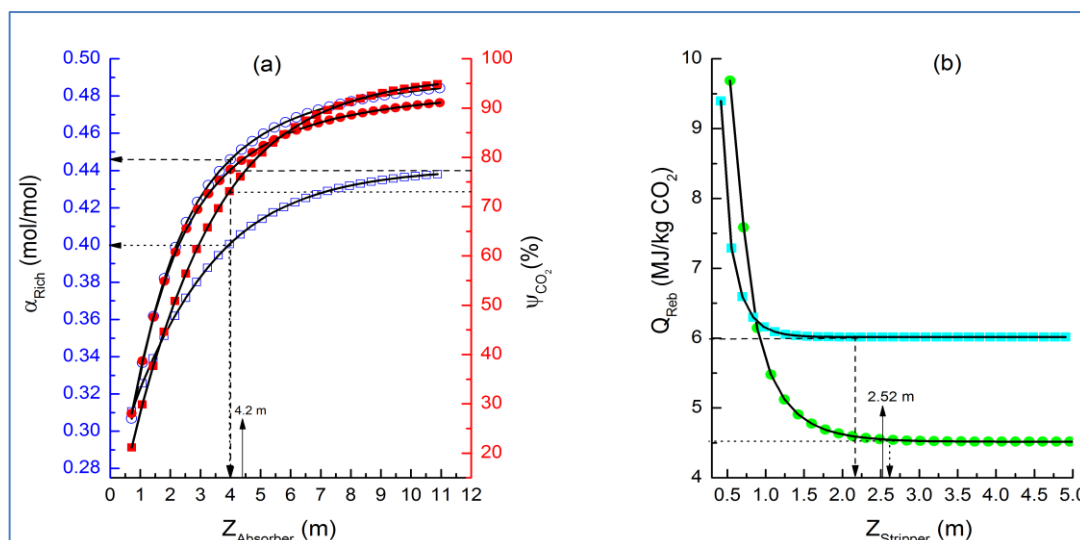 (a)
0.50
0.48
0.46
0.44
0.42
0.40
0.38
0.36
0.34
0.32
0.30
0.28
0.26
α_Rich (mol/mol)
100
90
80
70
60
50
40
30
20
Ψ_CO₂ (%)
4.2 m
0 1 2 3 4 5 6 7 8 9 10 11 12
Z_Absorber (m)
(b)
10
9
8
7
6
5
4
Q_Reb (MJ/kg CO₂)
2.52 m
0.5 1.0 1.5 2.0 2.5 3.0 3.5 4.0 4.5 5.0
Z_Stripper (m)